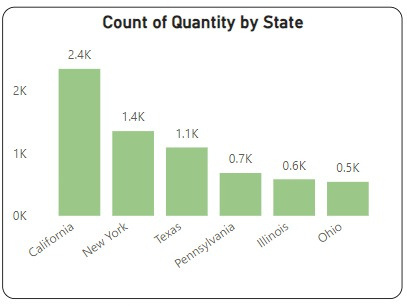 Count of Quantity by State
2.4K
2K
1.4K
1.1K
1K
0.7K
0.6K
0.5K
0K
California
New York
Texas
Pennsylvania
Illinois
Ohio